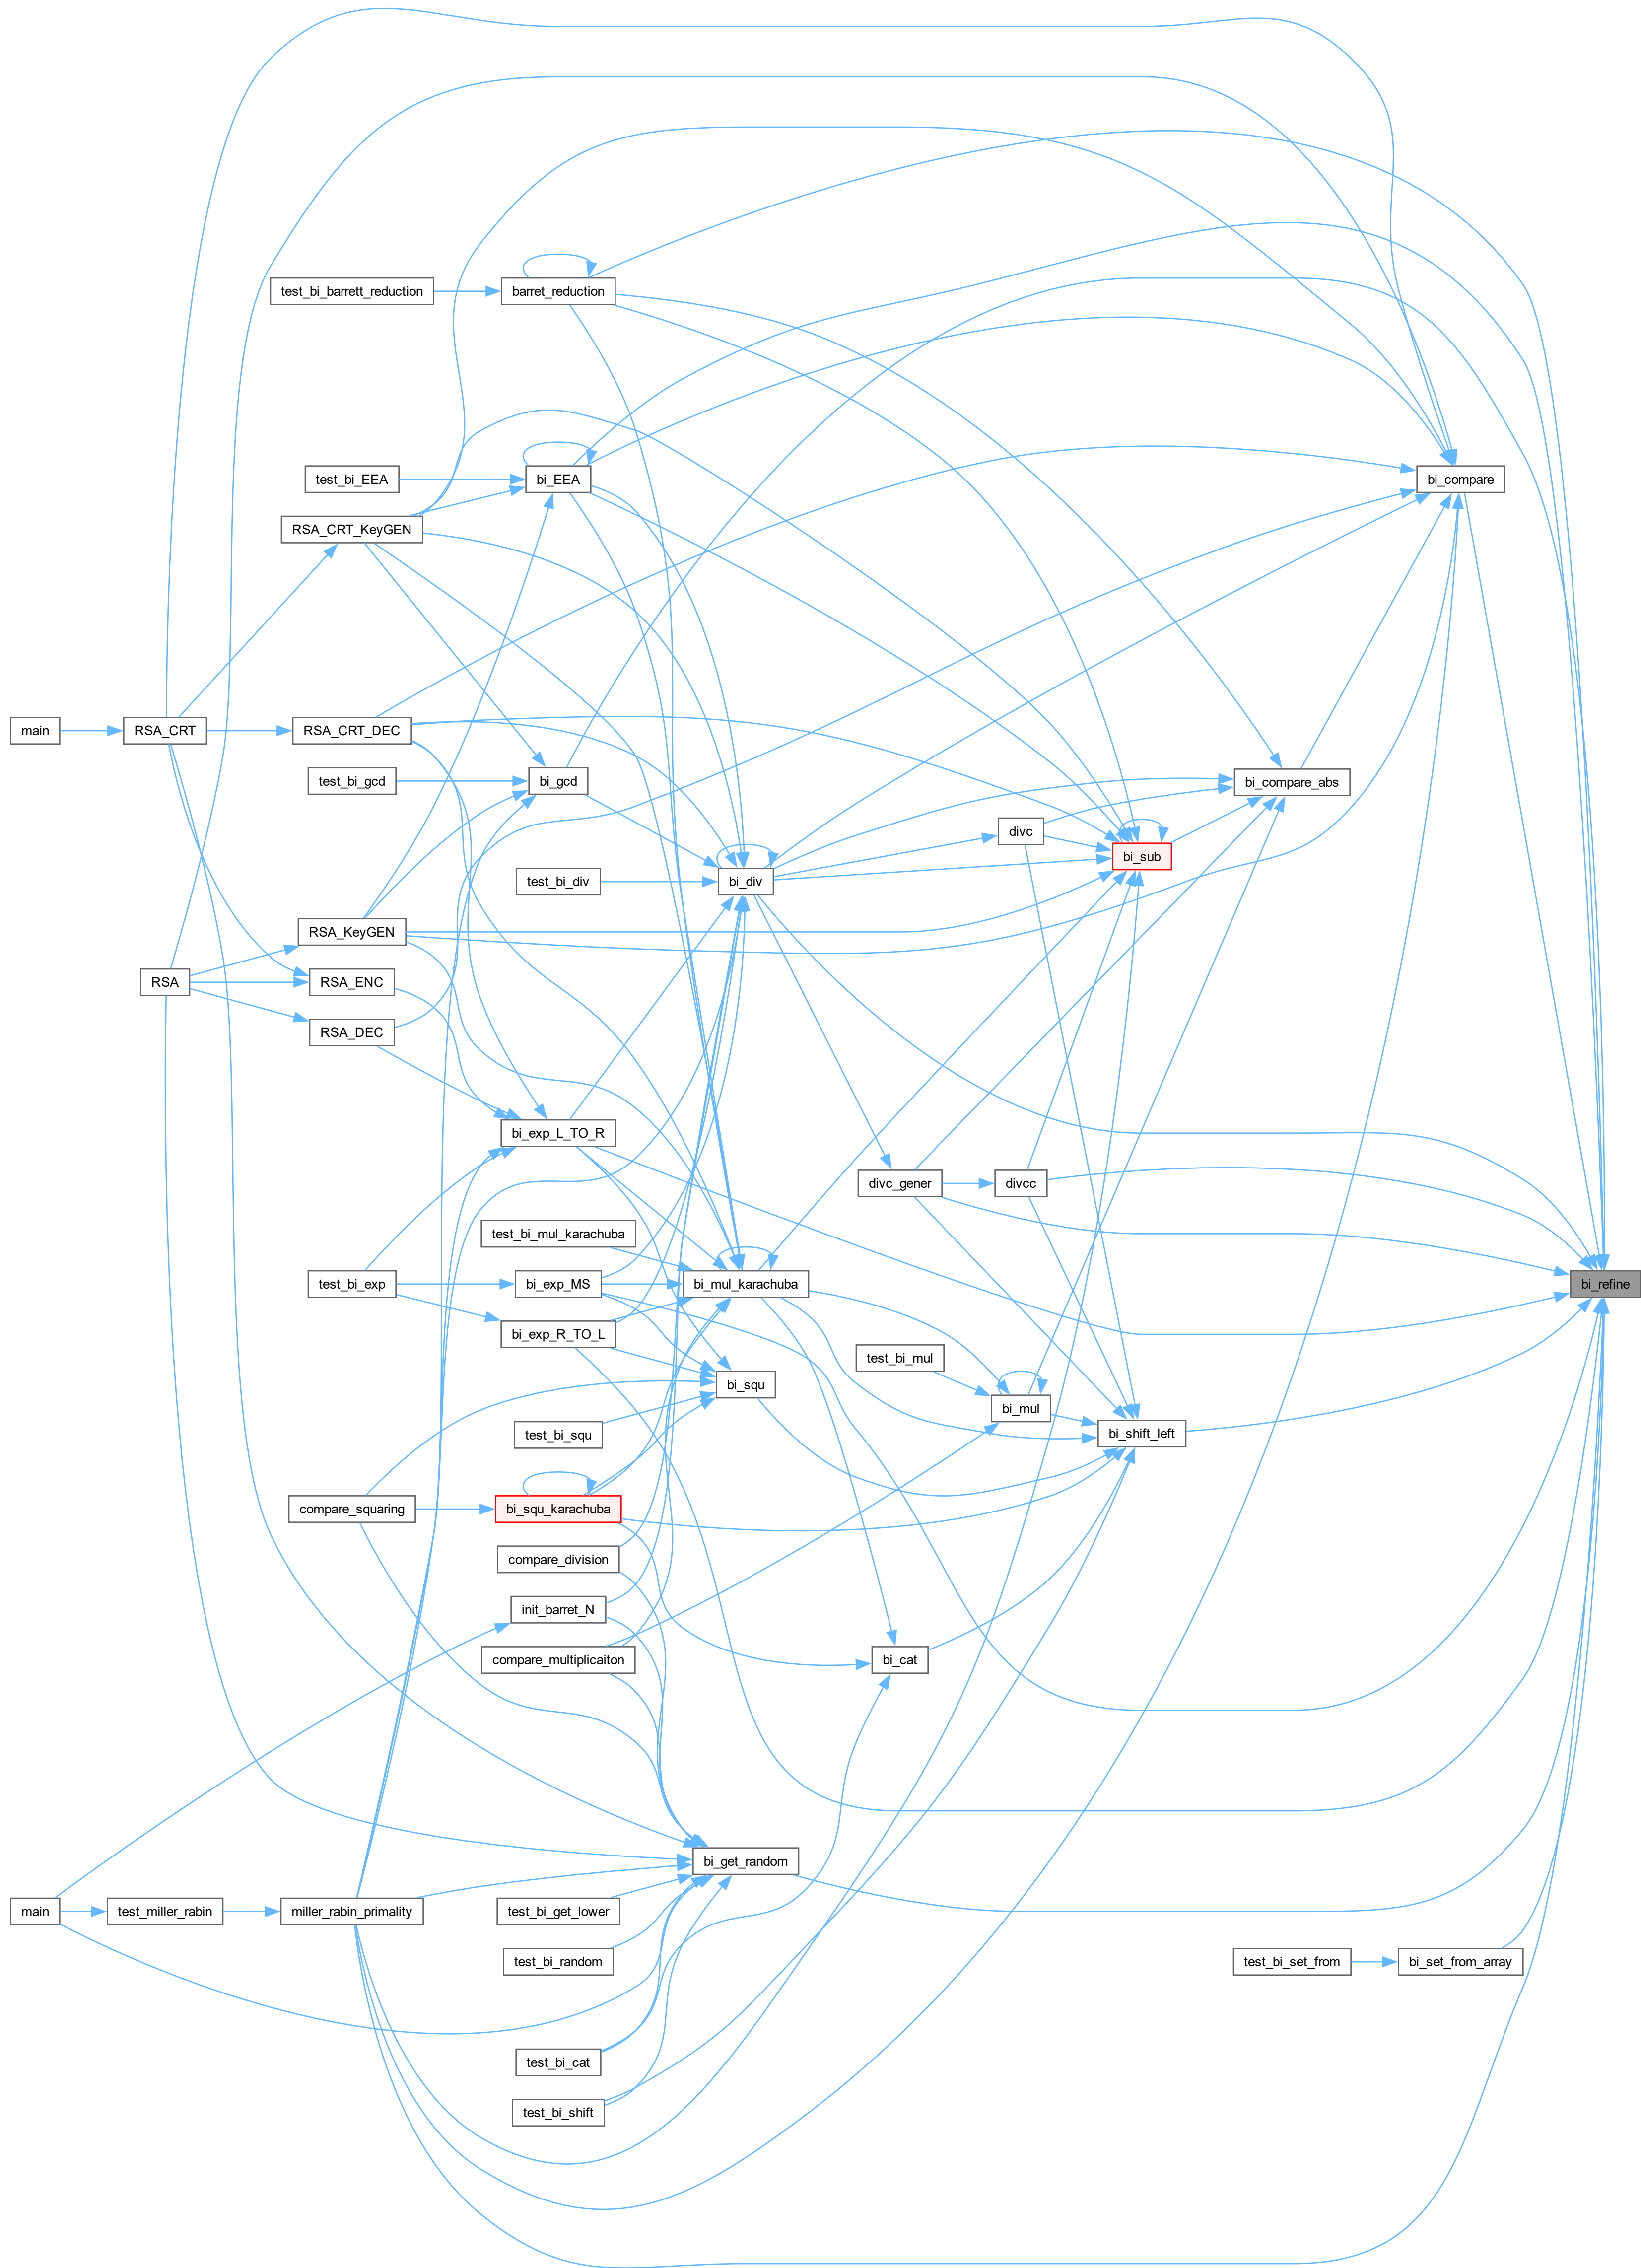 test_bi_barrett_reduction
barret_reduction
test_bi_EEA
bi_EEA
bi_compare
RSA_CRT_KeyGEN
main
RSA_CRT
RSA_CRT_DEC
test_bi_gcd
bi_gcd
bi_compare_abs
divc
bi_sub
test_bi_div
bi_div
RSA_KeyGEN
RSA
RSA_ENC
RSA_DEC
bi_exp_L_TO_R
divc_gener
divcc
test_bi_mul_karachuba
test_bi_exp
bi_exp_MS
bi_mul_karachuba
bi_refine
bi_exp_R_TO_L
test_bi_mul
bi_squ
bi_mul
test_bi_squ
bi_shift_left
compare_squaring
bi_squ_karachuba
compare_division
init_barret_N
compare_multiplicaiton
bi_cat
bi_get_random
main
test_miller_rabin
miller_rabin_primality
test_bi_get_lower
test_bi_random
test_bi_set_from
bi_set_from_array
test_bi_cat
test_bi_shift